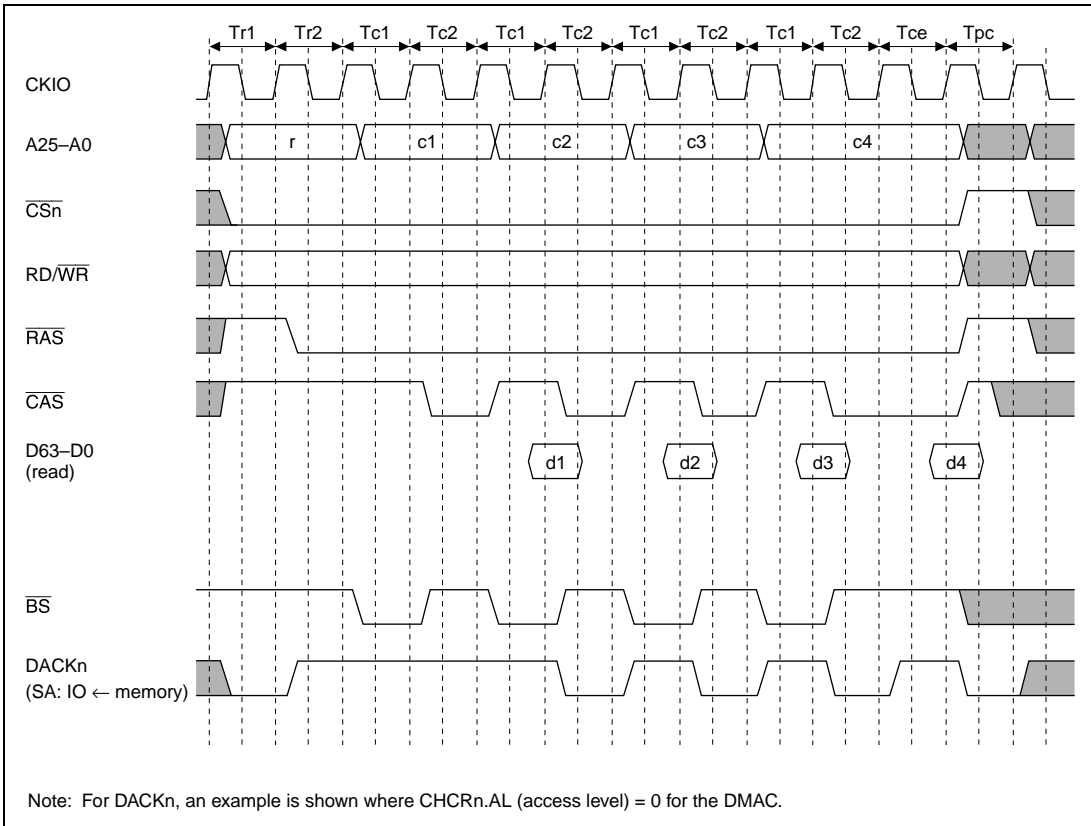 Tr1 Tr2 Tc1 Tc2 Tc1 Tc2 Tc1 Tc2 Tc1 Tc2 Tce Tpc
CKIO
A25–A0 r c1 c2 c3 c4
CSn
RD/WR
RAS
CAS
D63–D0
(read) d1 d2 d3 d4
BS
DACKn
(SA: IO ← memory)
Note: For DACKn, an example is shown where CHCRn.AL (access level) = 0 for the DMAC.